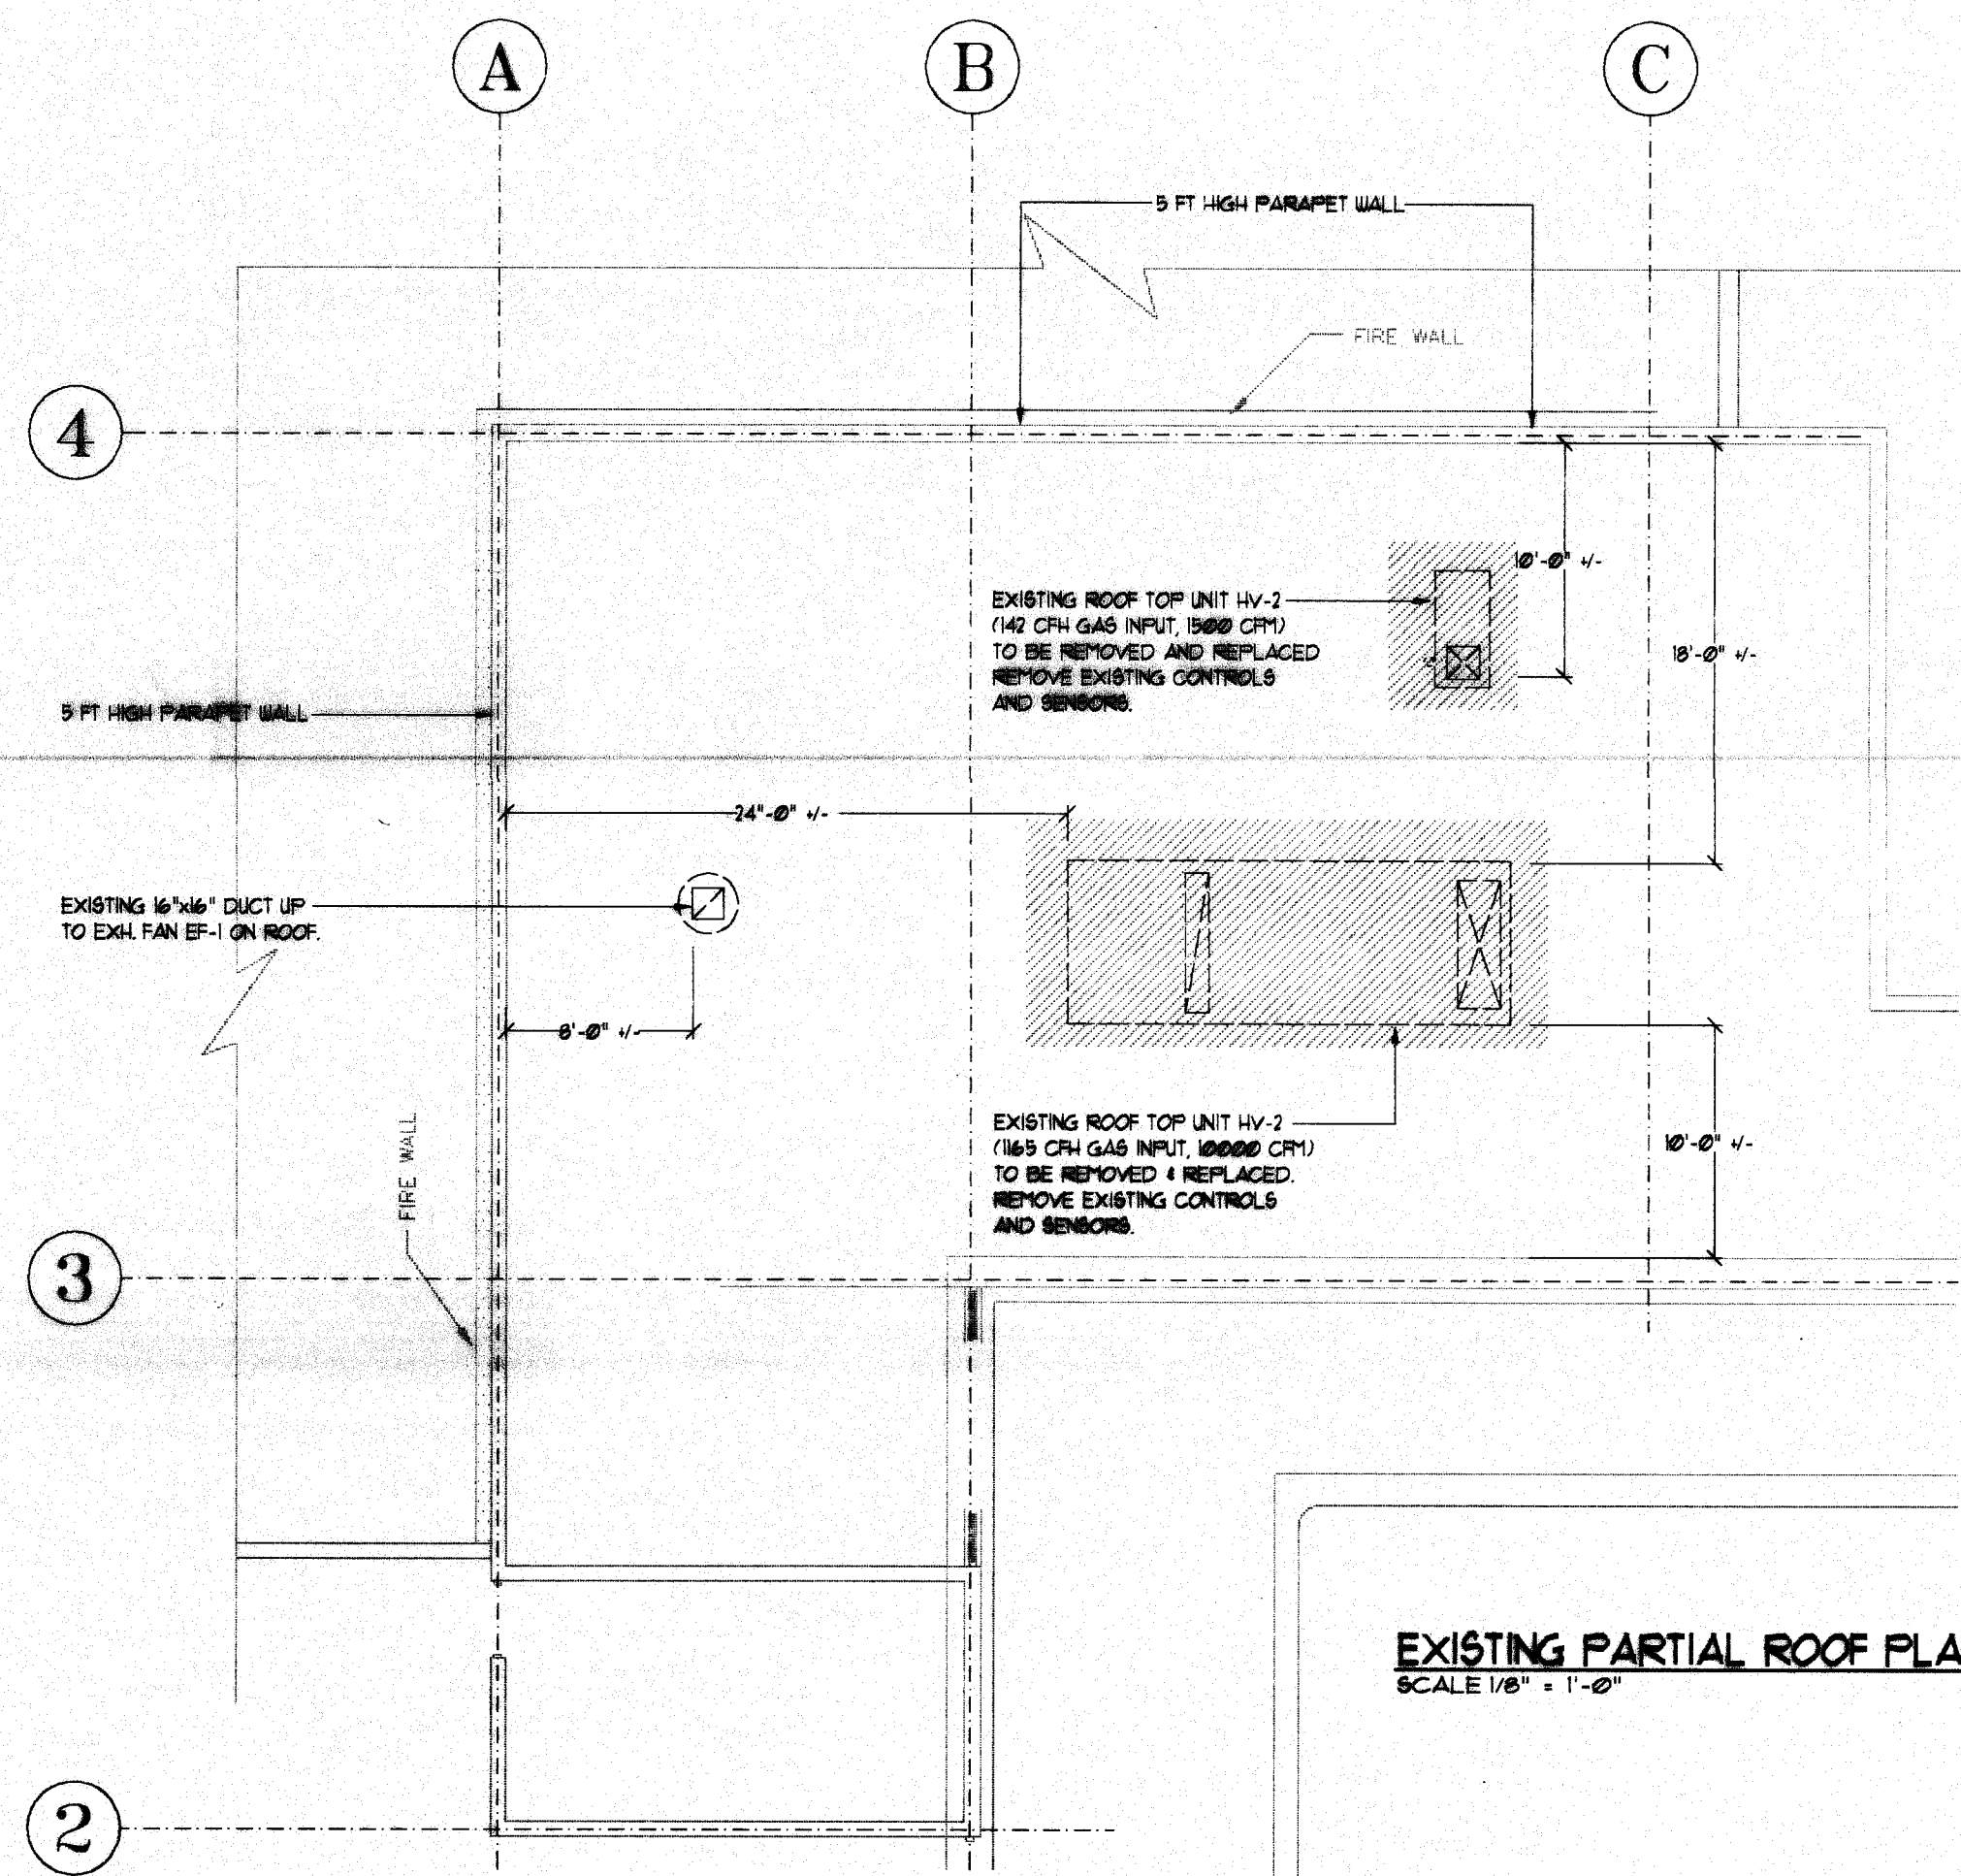 A
B
C
5 FT HIGH PARAPET WALL
FIRE WALL
4
10'-0" +/-
EXISTING ROOF TOP UNIT HV-2
(142 CFH GAS INPUT, 1500 CFM)
TO BE REMOVED AND REPLACED
REMOVE EXISTING CONTROLS
AND SENSORS.
18'-0" +/-
5 FT HIGH PARAPET WALL
24"-0" +/-
EXISTING 16"x16" DUCT UP
TO EXH. FAN EF-1 ON ROOF.
8'-0" +/-
EXISTING ROOF TOP UNIT HV-2
(1165 CFH GAS INPUT, 10000 CFM)
TO BE REMOVED & REPLACED.
REMOVE EXISTING CONTROLS
AND SENSORS.
10'-0" +/-
FIRE WALL
3
EXISTING PARTIAL ROOF PLA
SCALE 1/8" = 1'-0"
2